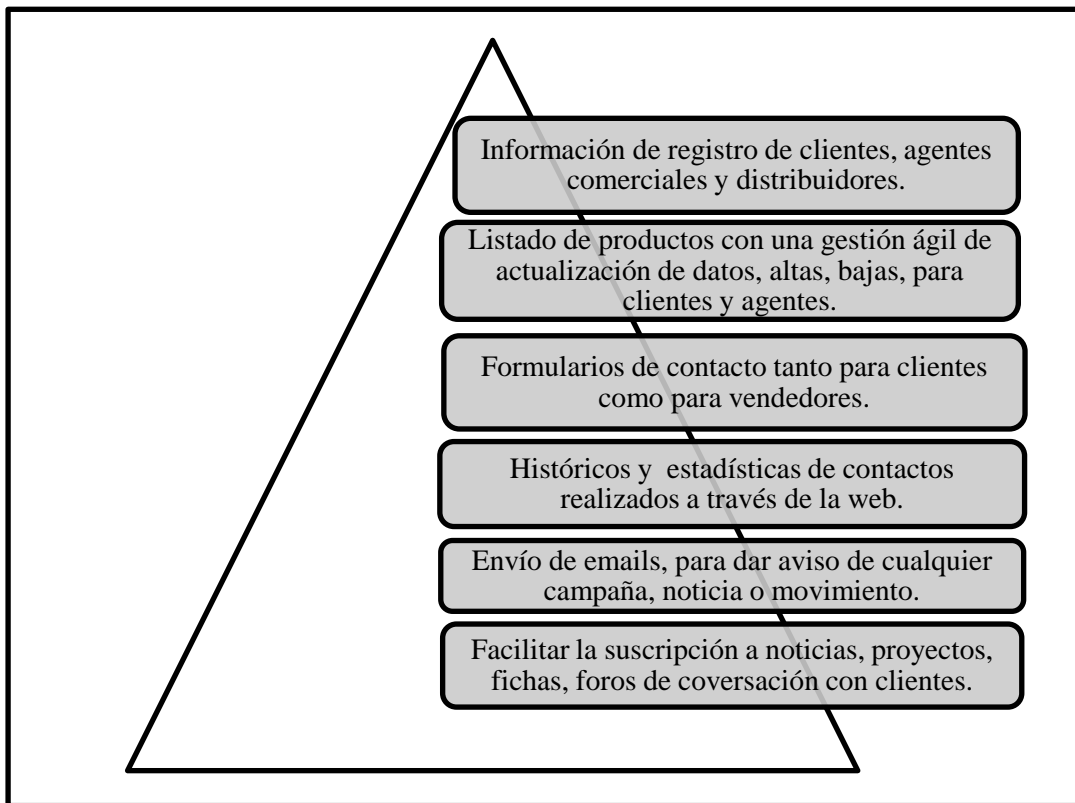 Información de registro de clientes, agentes
comerciales y distribuidores.
Listado de productos con una gestión ágil de
actualización de datos, altas, bajas, para
clientes y agentes.
Formularios de contacto tanto para clientes
como para vendedores.
Históricos y  estadísticas de contactos
realizados a través de la web.
Envío de emails, para dar aviso de cualquier
campaña, noticia o movimiento.
Facilitar la suscripción a noticias, proyectos,
fichas, foros de coversación con clientes.